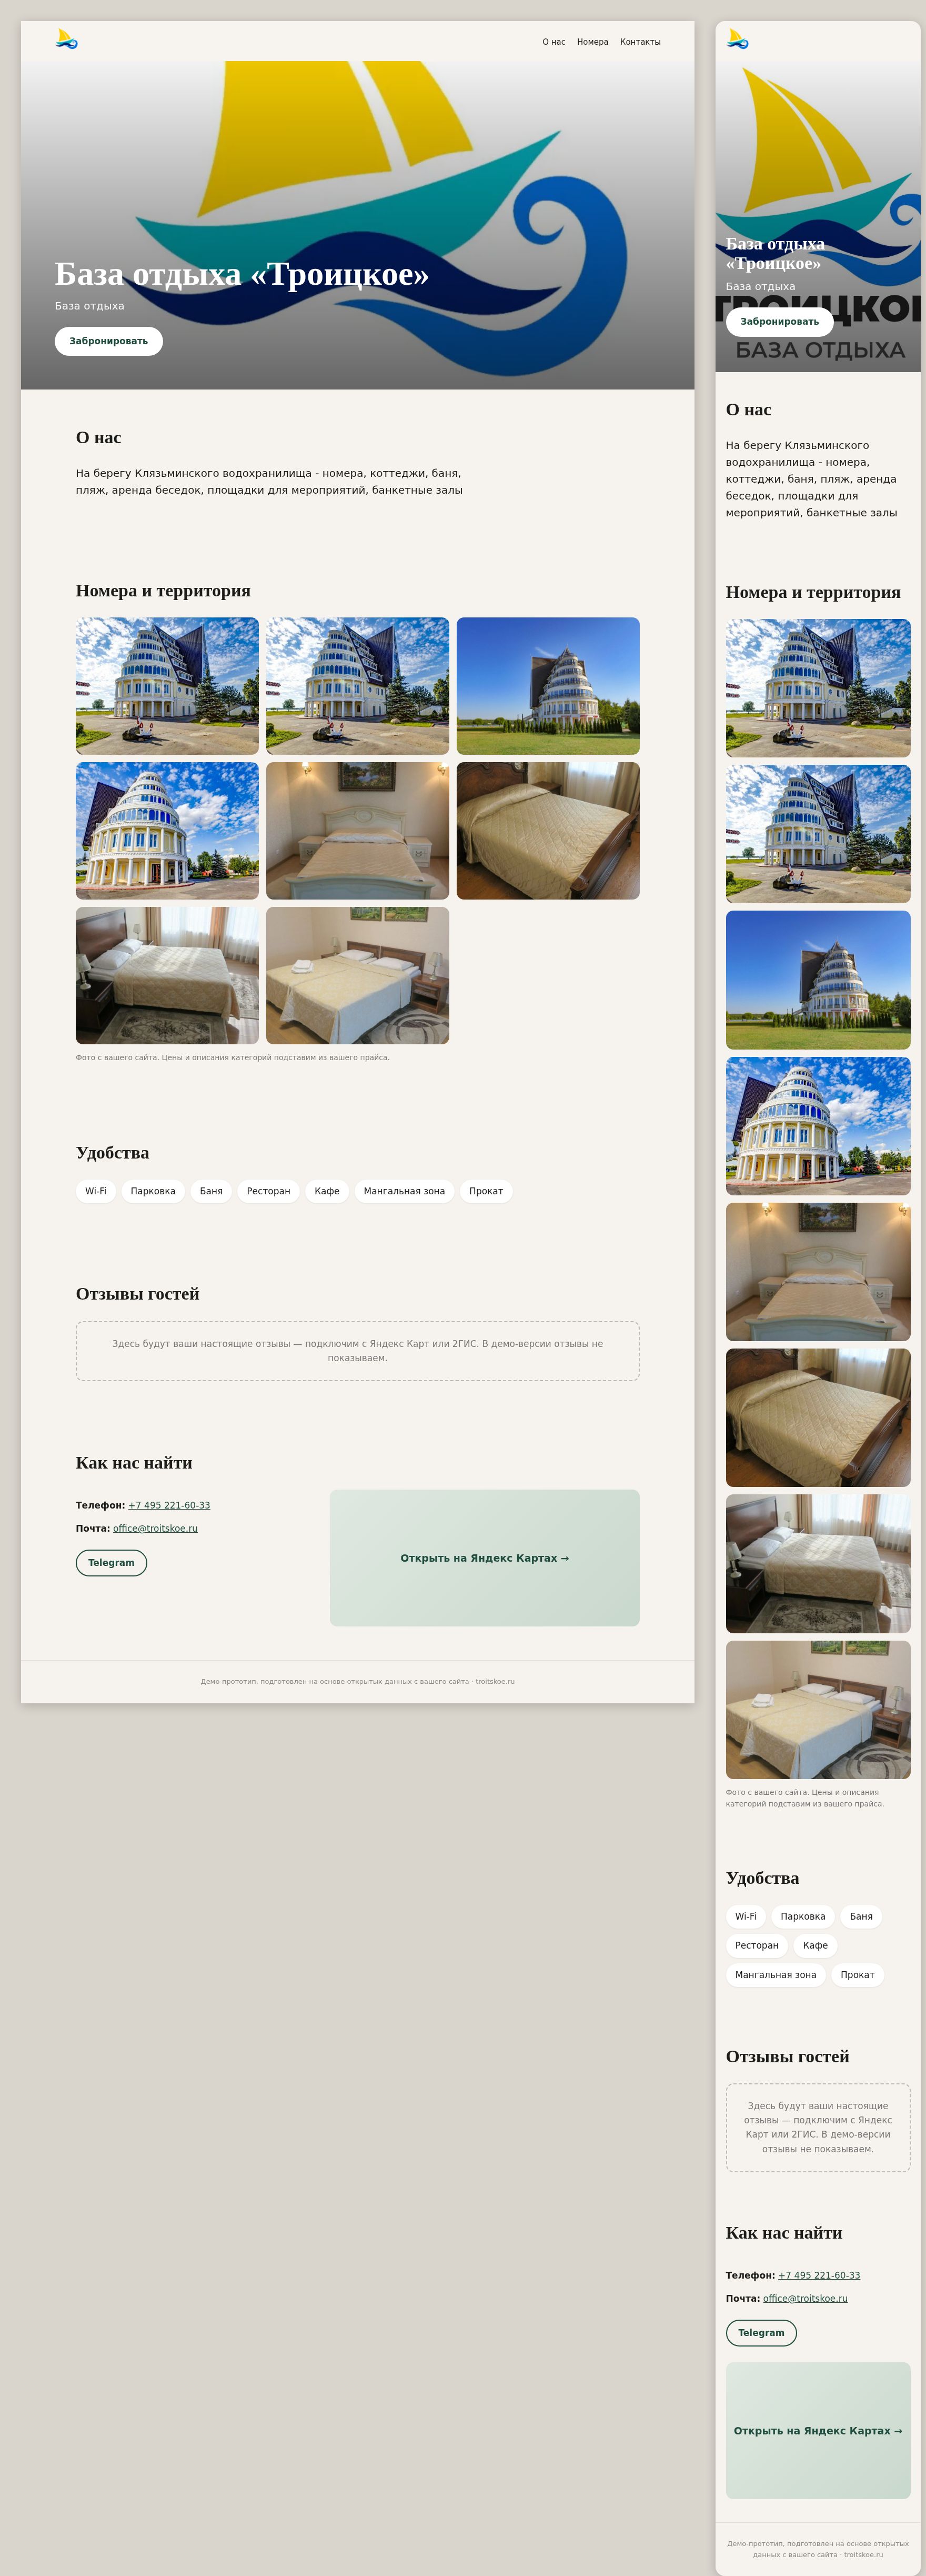 О нас Номера Контакты
База отдыха «Троицкое»
База отдыха
Забронировать
О нас
На берегу Клязьминского водохранилища - номера, коттеджи, баня,
пляж, аренда беседок, площадки для мероприятий, банкетные залы
Номера и территория
Фото с вашего сайта. Цены и описания категорий подставим из вашего прайса.
Удобства
Wi-Fi Парковка Баня Ресторан Кафе Мангальная зона Прокат
Отзывы гостей
Здесь будут ваши настоящие отзывы — подключим с Яндекс Карт или 2ГИС. В демо-версии отзывы не
показываем.
Как нас найти
Телефон: +7 495 221-60-33
Почта: office@troitskoe.ru
Telegram
Открыть на Яндекс Картах →
Демо-прототип, подготовлен на основе открытых данных с вашего сайта · troitskoe.ru
База отдыха
«Троицкое»
База отдыха
Забронировать
БАЗА ОТДЫХА
О нас
На берегу Клязьминского
водохранилища - номера,
коттеджи, баня, пляж, аренда
беседок, площадки для
мероприятий, банкетные залы
Номера и территория
Фото с вашего сайта. Цены и описания
категорий подставим из вашего прайса.
Удобства
Wi-Fi Парковка Баня
Ресторан Кафе
Мангальная зона Прокат
Отзывы гостей
Здесь будут ваши настоящие
отзывы — подключим с Яндекс
Карт или 2ГИС. В демо-версии
отзывы не показываем.
Как нас найти
Телефон: +7 495 221-60-33
Почта: office@troitskoe.ru
Telegram
Открыть на Яндекс Картах →
Демо-прототип, подготовлен на основе открытых
данных с вашего сайта · troitskoe.ru